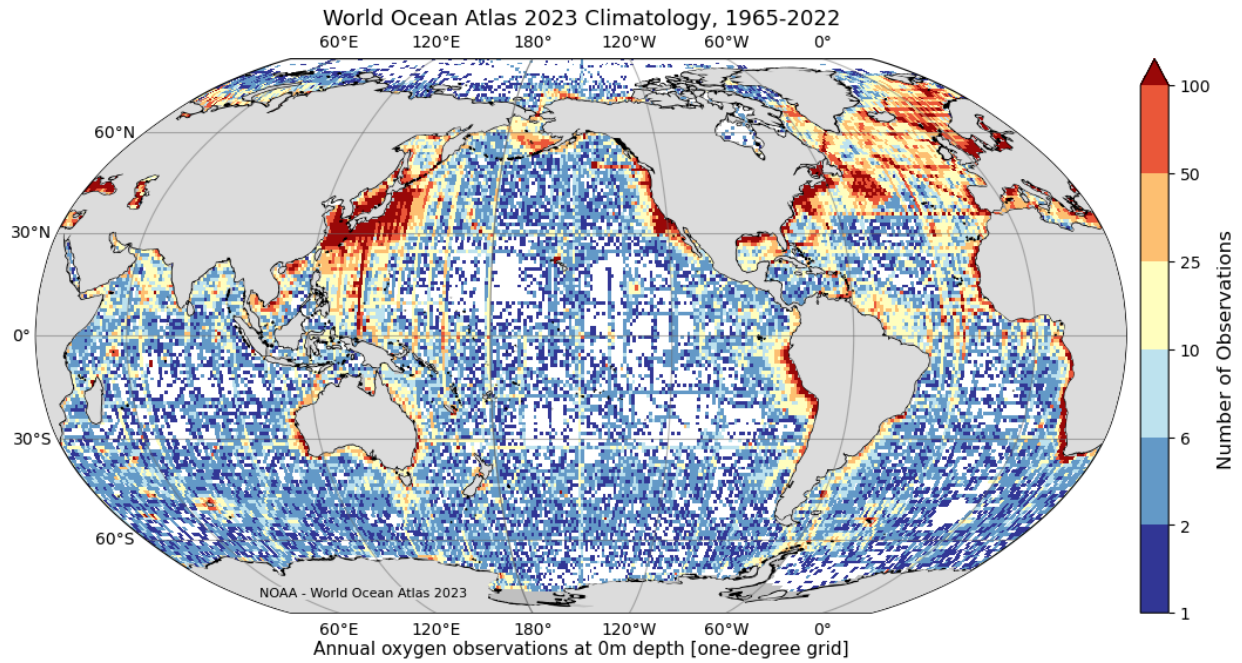 World Ocean Atlas 2023 Climatology, 1965-2022
60°E 120°E 180° 120°W 60°W 0°
60°N
30°N
0°
30°S
60°S
NOAA - World Ocean Atlas 2023
60°E 120°E 180° 120°W 60°W 0°
Annual oxygen observations at 0m depth [one-degree grid]
100
50
25
10
6
2
1
Number of Observations